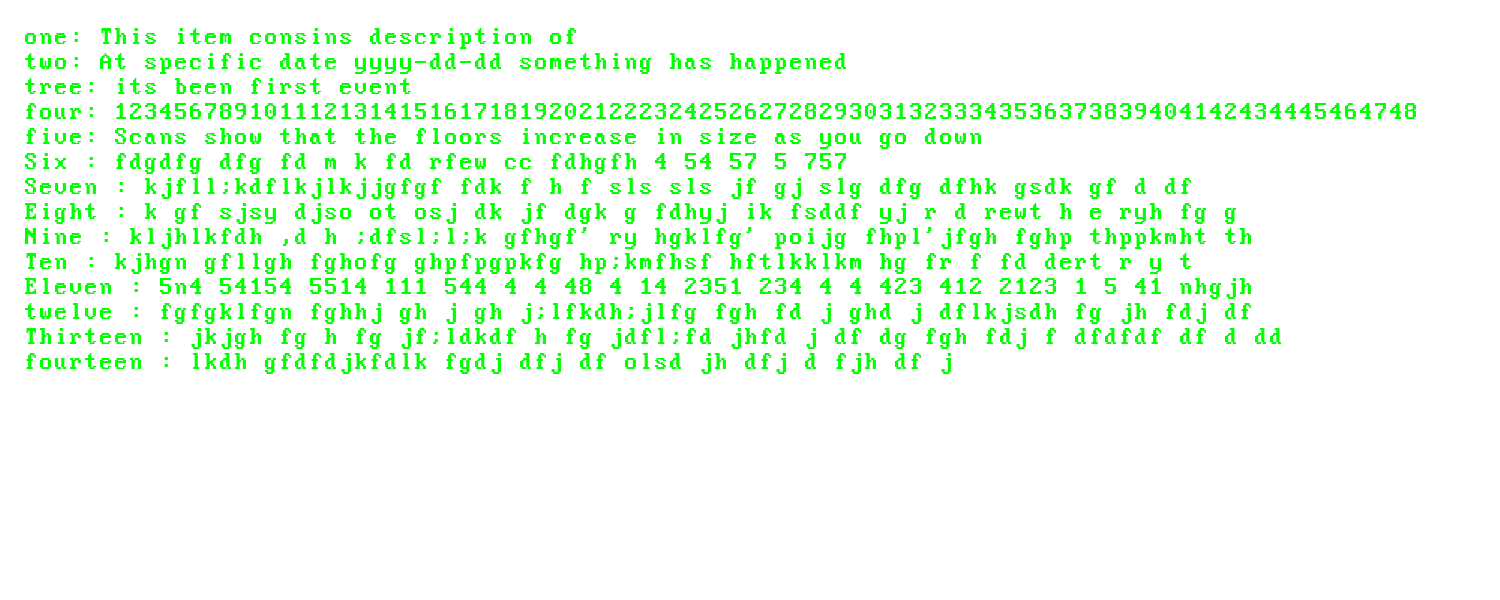 one: This item consins description of
two: At specific date yyyy-dd-dd something has happened
tree: its been first event
four: 123456789101112131415161718192021222324252627282930313233343536373839404142434445464748
five: Scans show that the floors increase in size as you go down
Six : fdgdfg dfg fd m k fd rfew cc fdhgfh 4 54 57 5 757
Seven : kjfll;kdflkjlkjjgfgf fdk f h f sls sls jf gj slg dfg dfhk gsdk gf d df
Eight : k gf sjsy djso ot osj dk jf dgk g fdhyj ik fsddf yj r d rewt h e ryh fg g
Nine : kljhlkfdh ,d h ;dfsl;l;k gfhgf' ry hgklfg' poijg fhpl'jfgh fghp thppkmht th
Ten : kjhgn gfllgh fghofg ghpfpgpkfg hp;kmfhsf hftlkklkm hg fr f fd dert r y t
Eleven : 5n4 54154 5514 111 544 4 4 48 4 14 2351 234 4 4 423 412 2123 1 5 41 nhgjh
twelve : fgfgklfgn fghhj gh j gh j;lfkdh;jlfg fgh fd j ghd j dflkjsdh fg jh fdj df
Thirteen : jkjgh fg h fg jf;ldkdf h fg jdfl;fd jhfd j df dg fgh fdj f dfdfdf df d dd
fourteen : lkdh gfdfdjkfdlk fgdj dfj df olsd jh dfj d fjh df j